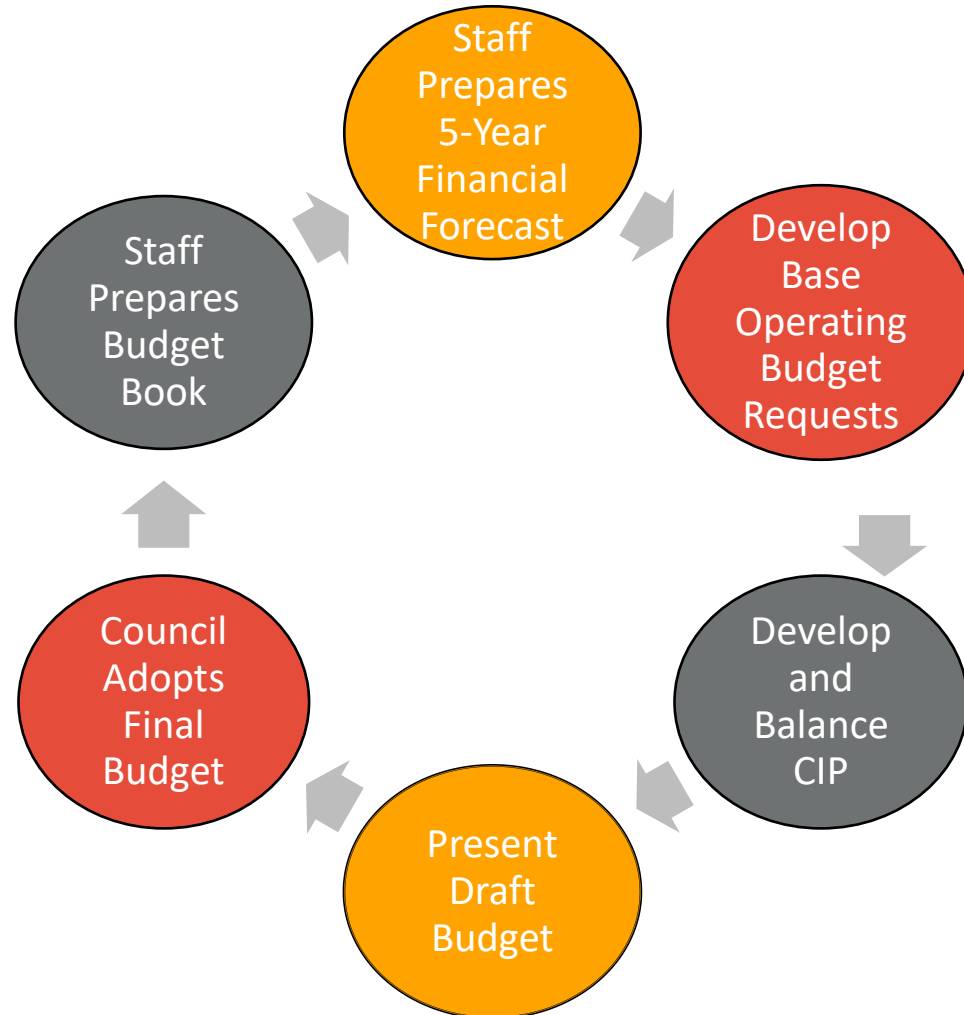 Staff
Prepares
5-Year
Financial
Forecast
Develop
Base
Operating
Budget
Requests
Develop
and
Balance
CIP
Present
Draft
Budget
Council
Adopts
Final
Budget
Staff
Prepares
Budget
Book